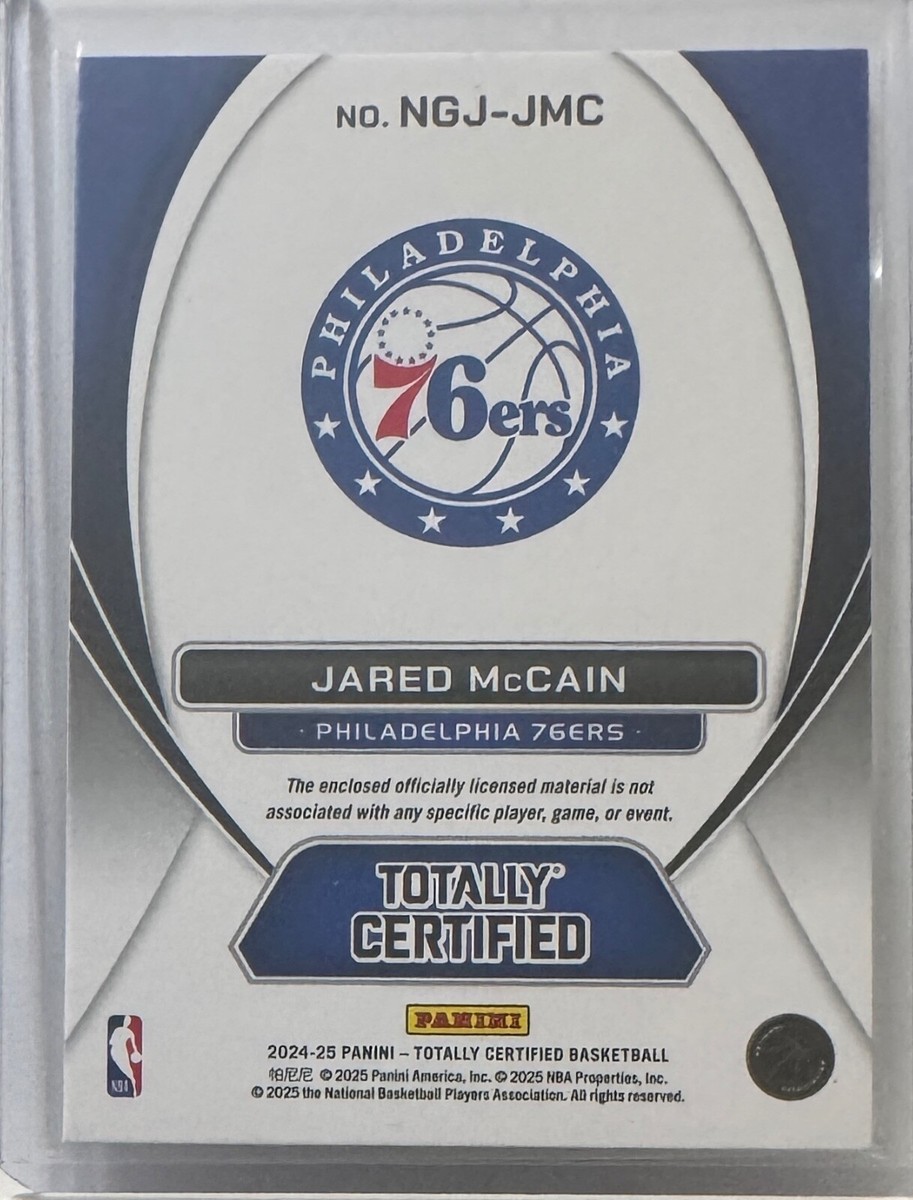 NO. NGJ-JMC
PHILADELPHIA
76ers
JARED McCAIN
· PHILADELPHIA 76ERS ·
The enclosed officially licensed material is not
associated with any specific player, game, or event.
TOTALLY®
CERTIFIED
PANINI
2024-25 PANINI – TOTALLY CERTIFIED BASKETBALL
帕尼尼 © 2025 Panini America, Inc. © 2025 NBA Properties, Inc.
© 2025 the National Basketball Players Association. All rights reserved.
NBA